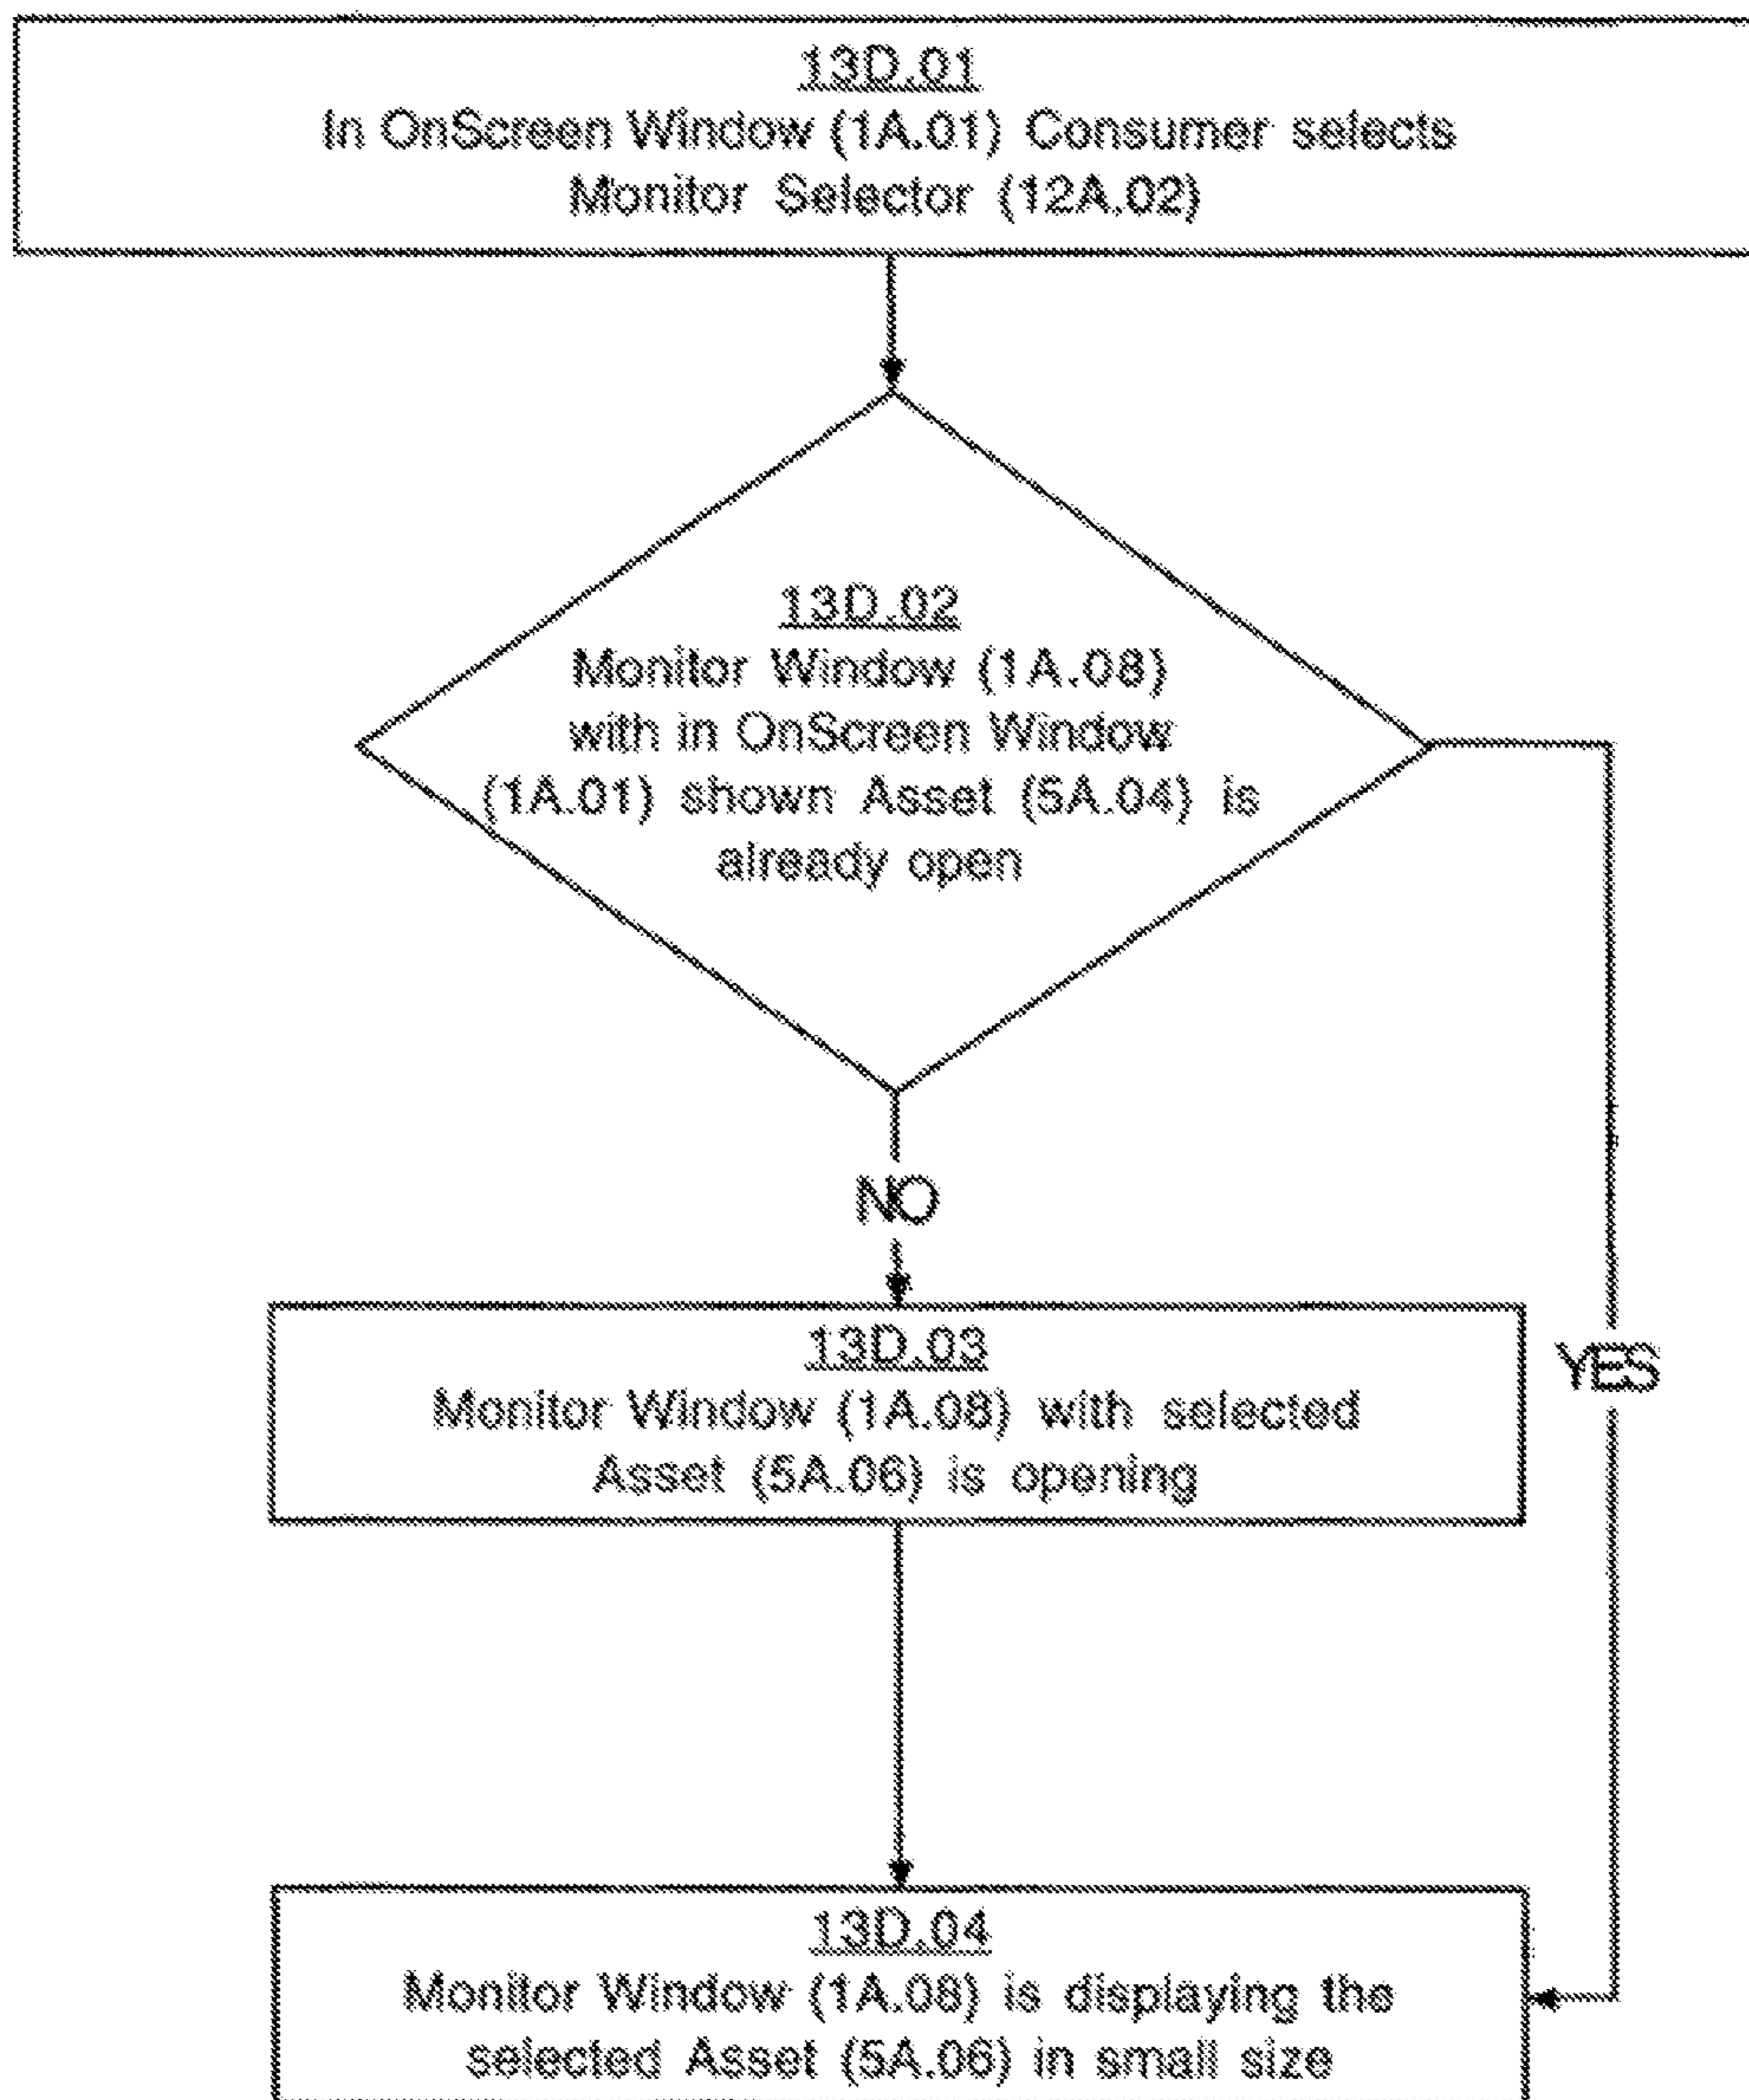 13D.01
In OnScreen Window (1A.01) Consumer selects
Monitor Selector (12A.02)
13D.02
Monitor Window (1A.08)
with in OnScreen Window
(1A.01) shown Asset (5A.04) is
already open
NO
13D.03
Monitor Window (1A.08) with selected
Asset (5A.06) is opening
YES
13D.04
Monitor Window (1A.08) is displaying the
selected Asset (5A.06) in small size